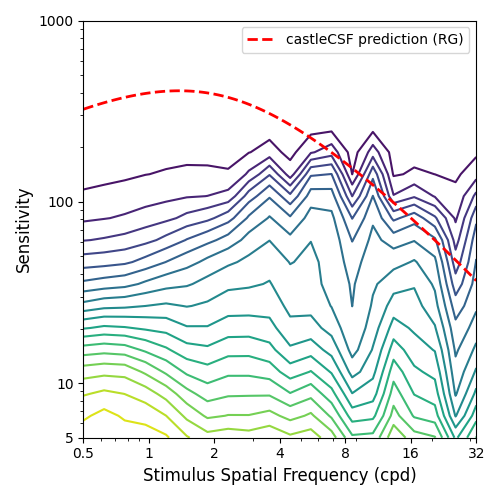 1000
castleCSF prediction (RG)
Sensitivity
100
10
5
0.5 1 2 4 8 16 32
Stimulus Spatial Frequency (cpd)